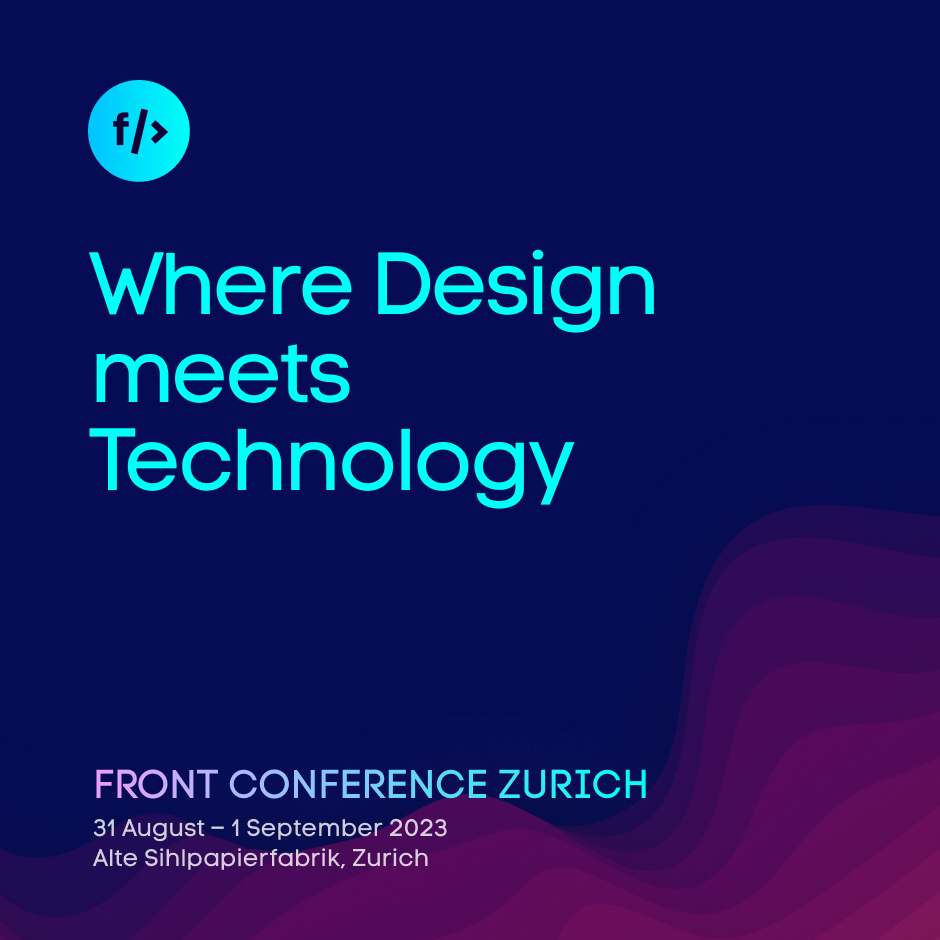 f/>
Where Design
meets
Technology
FRONT CONFERENCE ZURICH
31 August – 1 September 2023
Alte Sihlpapierfabrik, Zurich